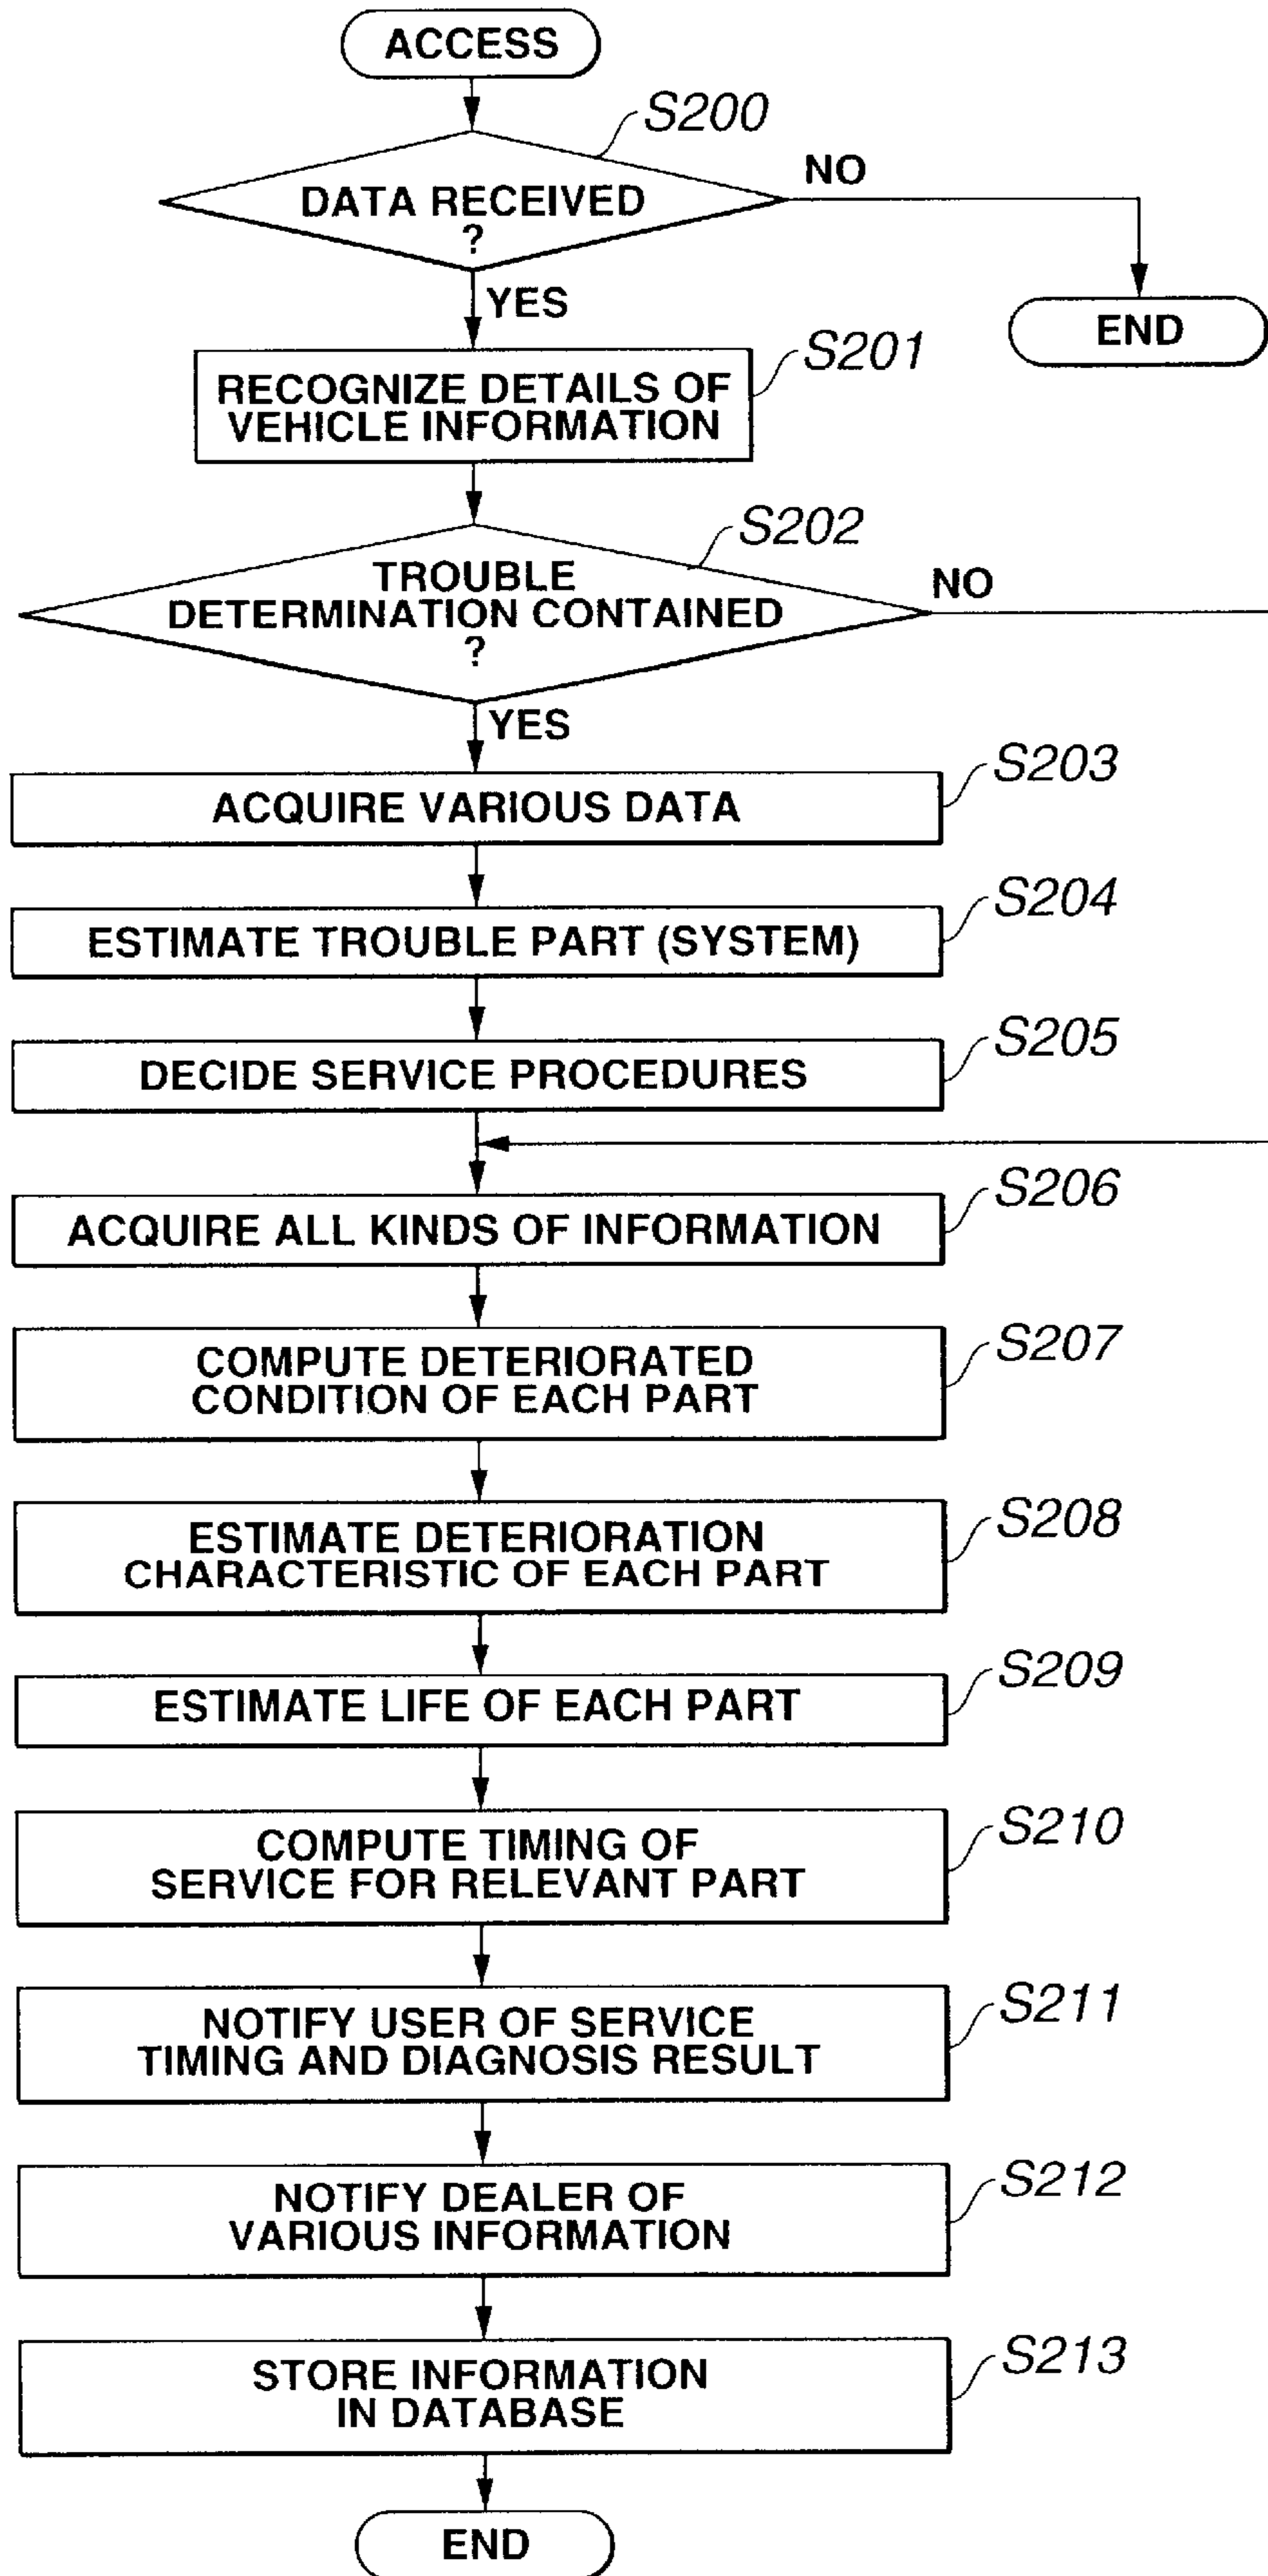 ACCESS
S200
DATA RECEIVED
?
NO
END
YES
S201
RECOGNIZE DETAILS OF
VEHICLE INFORMATION
S202
TROUBLE
DETERMINATION CONTAINED
?
NO
YES
S203
ACQUIRE VARIOUS DATA
S204
ESTIMATE TROUBLE PART (SYSTEM)
S205
DECIDE SERVICE PROCEDURES
S206
ACQUIRE ALL KINDS OF INFORMATION
S207
COMPUTE DETERIORATED
CONDITION OF EACH PART
S208
ESTIMATE DETERIORATION
CHARACTERISTIC OF EACH PART
S209
ESTIMATE LIFE OF EACH PART
S210
COMPUTE TIMING OF
SERVICE FOR RELEVANT PART
S211
NOTIFY USER OF SERVICE
TIMING AND DIAGNOSIS RESULT
S212
NOTIFY DEALER OF
VARIOUS INFORMATION
S213
STORE INFORMATION
IN DATABASE
END